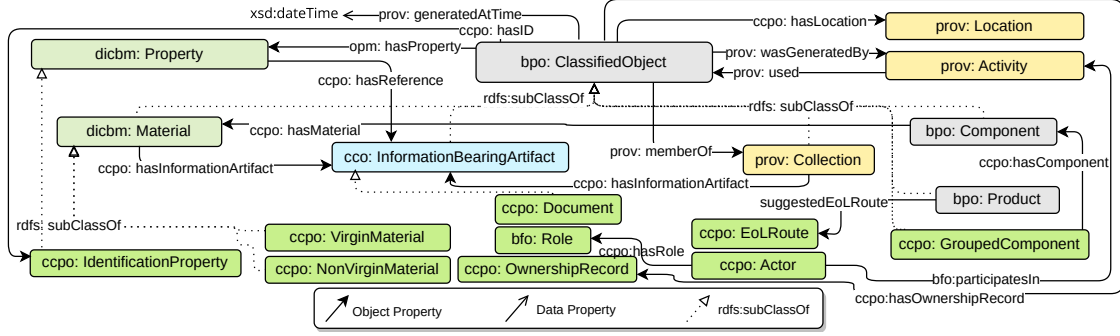 xsd:dateTime
prov: generatedAtTime
ccpo: hasID
ccpo: hasLocation
prov: Location
dicbm: Property
opm: hasProperty
bpo: ClassifiedObject
prov: wasGeneratedBy
prov: Activity
prov: used
ccpo: hasReference
rdfs:subClassOf
rdfs: subClassOf
dicbm: Material
ccpo: hasMaterial
bpo: Component
cco: InformationBearingArtifact
prov: memberOf
prov: Collection
ccpo:hasComponent
ccpo: hasInformationArtifact
ccpo: hasInformationArtifact
suggestedEoLRoute
bpo: Product
ccpo: Document
rdfs: subClassOf
ccpo: VirginMaterial
bfo: Role
ccpo: EoLRoute
ccpo: GroupedComponent
ccpo:hasRole
ccpo: IdentificationProperty
ccpo: NonVirginMaterial
ccpo: OwnershipRecord
ccpo: Actor
bfo:participatesIn
ccpo:hasOwnershipRecord
Object Property
Data Property
rdfs:subClassOf